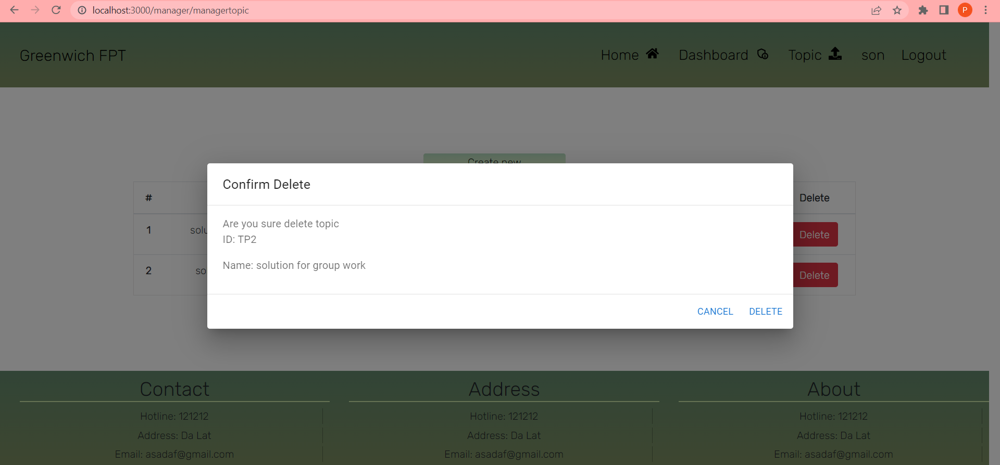 localhost:3000/manager/managertopic
P
Greenwich FPT
Home
Dashboard
Topic
son
Logout
Create new
Confirm Delete
#
Delete
Are you sure delete topic
1
Delete
ID: TP2
Name: solution for group work
2
Delete
CANCEL
DELETE
Contact
Address
About
Hotline: 121212
Hotline: 121212
Hotline: 121212
Address: Da Lat
Address: Da Lat
Address: Da Lat
Email: asadaf@gmail.com
Email: asadaf@gmail.com
Email: asadaf@gmail.com